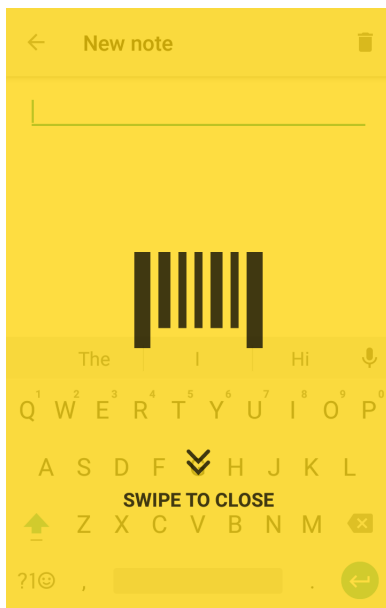 New note
The I Hi
1 2 3 4 5 6 7 8 9 0
Q W E R T Y U I O P
A S D F G H J K L
SWIPE TO CLOSE
Z X C V B N M
?1☺ , .